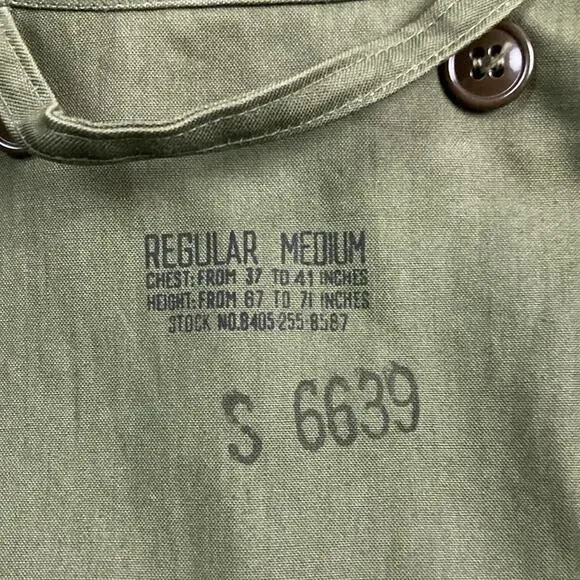 REGULAR MEDIUM
CHEST: FROM 37 TO 41 INCHES
HEIGHT: FROM 67 TO 71 INCHES
STOCK NO. 8405-255-8587
S 6639